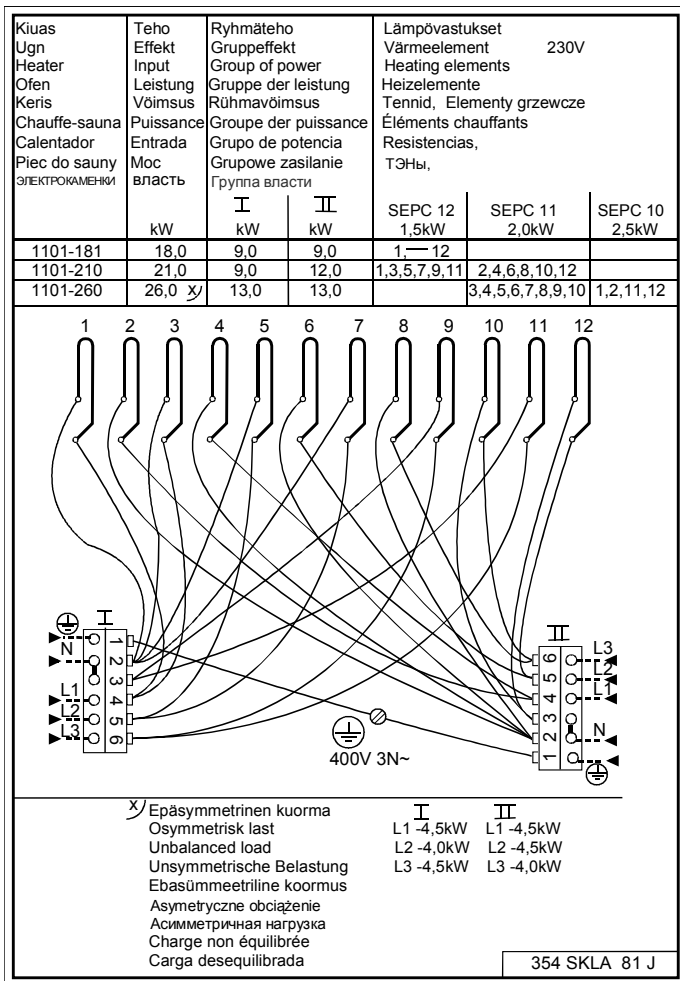 Kiuas Teho Ryhmäteho Lämpövastukset
Ugn Effekt Gruppeffekt Värmeelement 230V
Heater Input Group of power Heating elements
Ofen Leistung Gruppe der leistung Heizelemente
Keris Vöimsus Rühmavöimsus Tennid, Elementy grzewcze
Chauffe-sauna Puissance Groupe der puissance Éléments chauffants
Calentador Entrada Grupo de potencia Resistencias,
Piec do sauny Moc Grupowe zasilanie ТЭНы,
ЭЛЕКТРОКАМЕНКИ власть Группа власти
I II SEPC 12 SEPC 11 SEPC 10
kW kW kW 1,5kW 2,0kW 2,5kW
1101-181 18,0 9,0 9,0 1, — 12
1101-210 21,0 9,0 12,0 1,3,5,7,9,11 2,4,6,8,10,12
1101-260 26,0 x) 13,0 13,0 3,4,5,6,7,8,9,10 1,2,11,12
1 2 3 4 5 6 7 8 9 10 11 12
I
N
L1
L2
L3
1 2 3 4 5 6
II
6 5 4 3 2 1
L3
L2
L1
N
400V 3N~
x) Epäsymmetrinen kuorma I II
Osymmetrisk last L1 -4,5kW L1 -4,5kW
Unbalanced load L2 -4,0kW L2 -4,5kW
Unsymmetrische Belastung L3 -4,5kW L3 -4,0kW
Ebasümmeetriline koormus
Asymetryczne obciążenie
Асимметричная нагрузка
Charge non équilibrée
Carga desequilibrada
354 SKLA 81 J